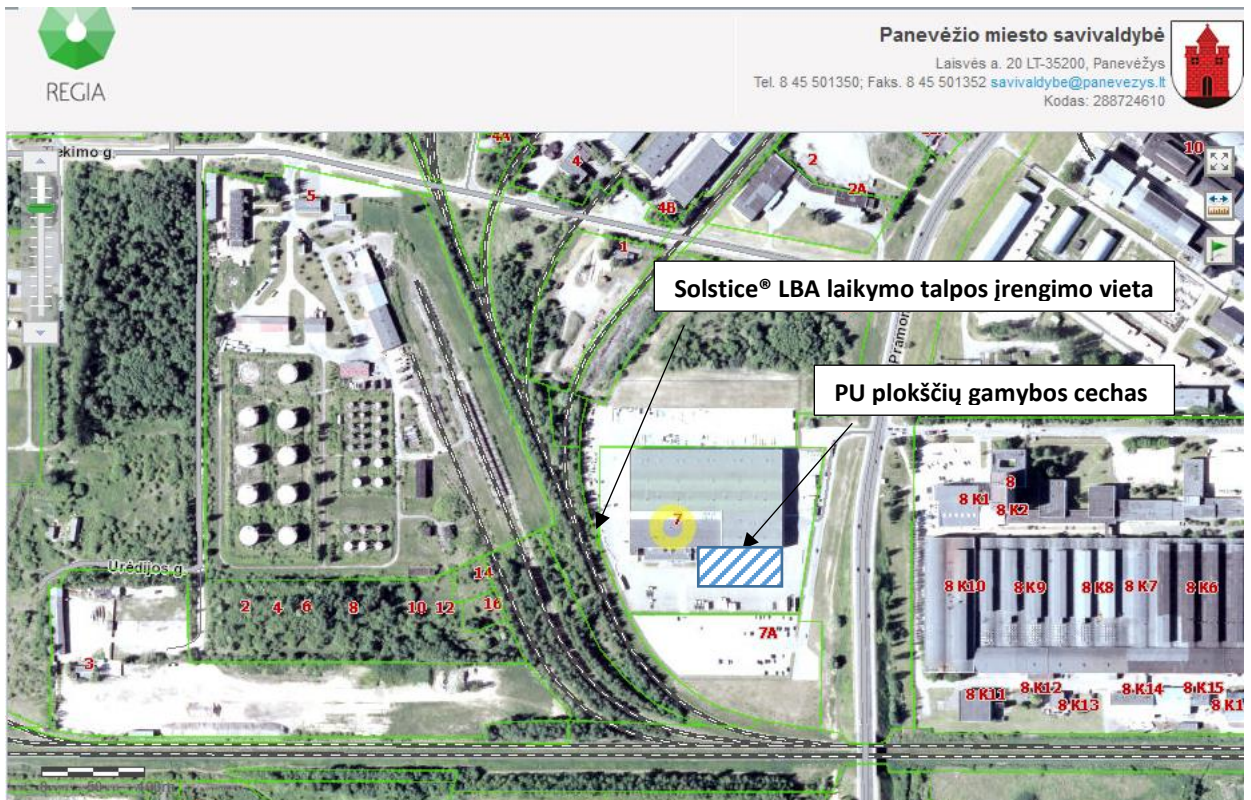 REGIA
Panevėžio miesto savivaldybė
Laisvės a. 20 LT-35200, Panevėžys
Tel. 8 45 501350; Faks. 8 45 501352 savivaldybe@panevezys.lt
Kodas: 288724610
Tiekimo g.
4A
4
2
10
5
2A
4B
1
Solstice® LBA laikymo talpos įrengimo vieta
Pramon
PU plokščių gamybos cechas
8
8 K1
8 K2
7
14
Urėdijos g.
2 4 6 8 10 12
16
8 K10 8 K9 8 K8 8 K7 8 K6
7A
3
8 K11 8 K12 8 K13 8 K14 8 K15 8 K1